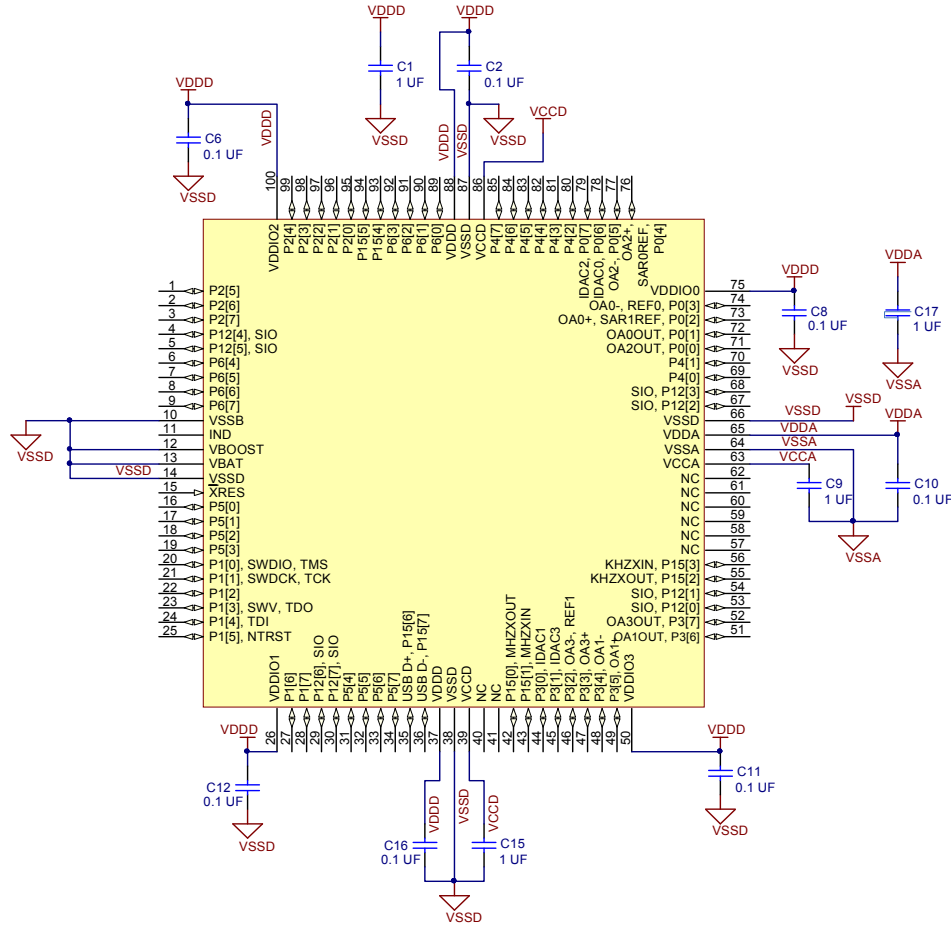 VDDD
C1
1 UF
VSSD
VDDD
C2
0.1 UF
VSSD
VDDD
VSSD
VCCD
VDDD
C6
0.1 UF
VSSD
VDDD
100
99
98
97
96
95
94
93
92
91
90
89
88
87
86
85
84
83
82
81
80
79
78
77
76
VDDIO2
P2[4]
P2[3]
P2[2]
P2[1]
P2[0]
P15[5]
P15[4]
P6[3]
P6[2]
P6[1]
P6[0]
VDDD
VSSD
VCCD
P4[7]
P4[6]
P4[5]
P4[4]
P4[3]
P4[2]
IDAC2, P0[7]
IDAC0, P0[6]
OA2-, P0[5]
OA2+,
SAR0REF,
P0[4]
1 P2[5]
2 P2[6]
3 P2[7]
4 P12[4], SIO
5 P12[5], SIO
6 P6[4]
7 P6[5]
8 P6[6]
9 P6[7]
10 VSSB
11 IND
12 VBOOST
13 VBAT
14 VSSD
15 XRES
16 P5[0]
17 P5[1]
18 P5[2]
19 P5[3]
20 P1[0], SWDIO, TMS
21 P1[1], SWDCK, TCK
22 P1[2]
23 P1[3], SWV, TDO
24 P1[4], TDI
25 P1[5], NTRST
VSSD
VSSD
VDDIO0 75
OA0-, REF0, P0[3] 74
OA0+, SAR1REF, P0[2] 73
OA0OUT, P0[1] 72
OA2OUT, P0[0] 71
P4[1] 70
P4[0] 69
SIO, P12[3] 68
SIO, P12[2] 67
VSSD 66
VDDA 65
VSSA 64
VCCA 63
NC 62
NC 61
NC 60
NC 59
NC 58
NC 57
KHZXIN, P15[3] 56
KHZXOUT, P15[2] 55
SIO, P12[1] 54
SIO, P12[0] 53
OA3OUT, P3[7] 52
OA1OUT, P3[6] 51
VDDD
C8
0.1 UF
VSSD
VDDA
C17
1 UF
VSSA
VSSD
VSSD
VDDA
VDDA
VSSA
VCCA
C9
1 UF
C10
0.1 UF
VSSA
VDDIO1
P1[6]
P1[7]
P12[6], SIO
P12[7], SIO
P5[4]
P5[5]
P5[6]
P5[7]
USB D+, P15[6]
USB D-, P15[7]
VDDD
VSSD
VCCD
NC
NC
P15[0], MHZXOUT
P15[1], MHZXIN
P3[0], IDAC1
P3[1], IDAC3
P3[2], OA3-, REF1
P3[3], OA3+
P3[4], OA1-
P3[5], OA1+
VDDIO3
26
27
28
29
30
31
32
33
34
35
36
37
38
39
40
41
42
43
44
45
46
47
48
49
50
VDDD
C12
0.1 UF
VSSD
VDDD
VSSD
VCCD
C16
0.1 UF
C15
1 UF
VSSD
VDDD
C11
0.1 UF
VSSD